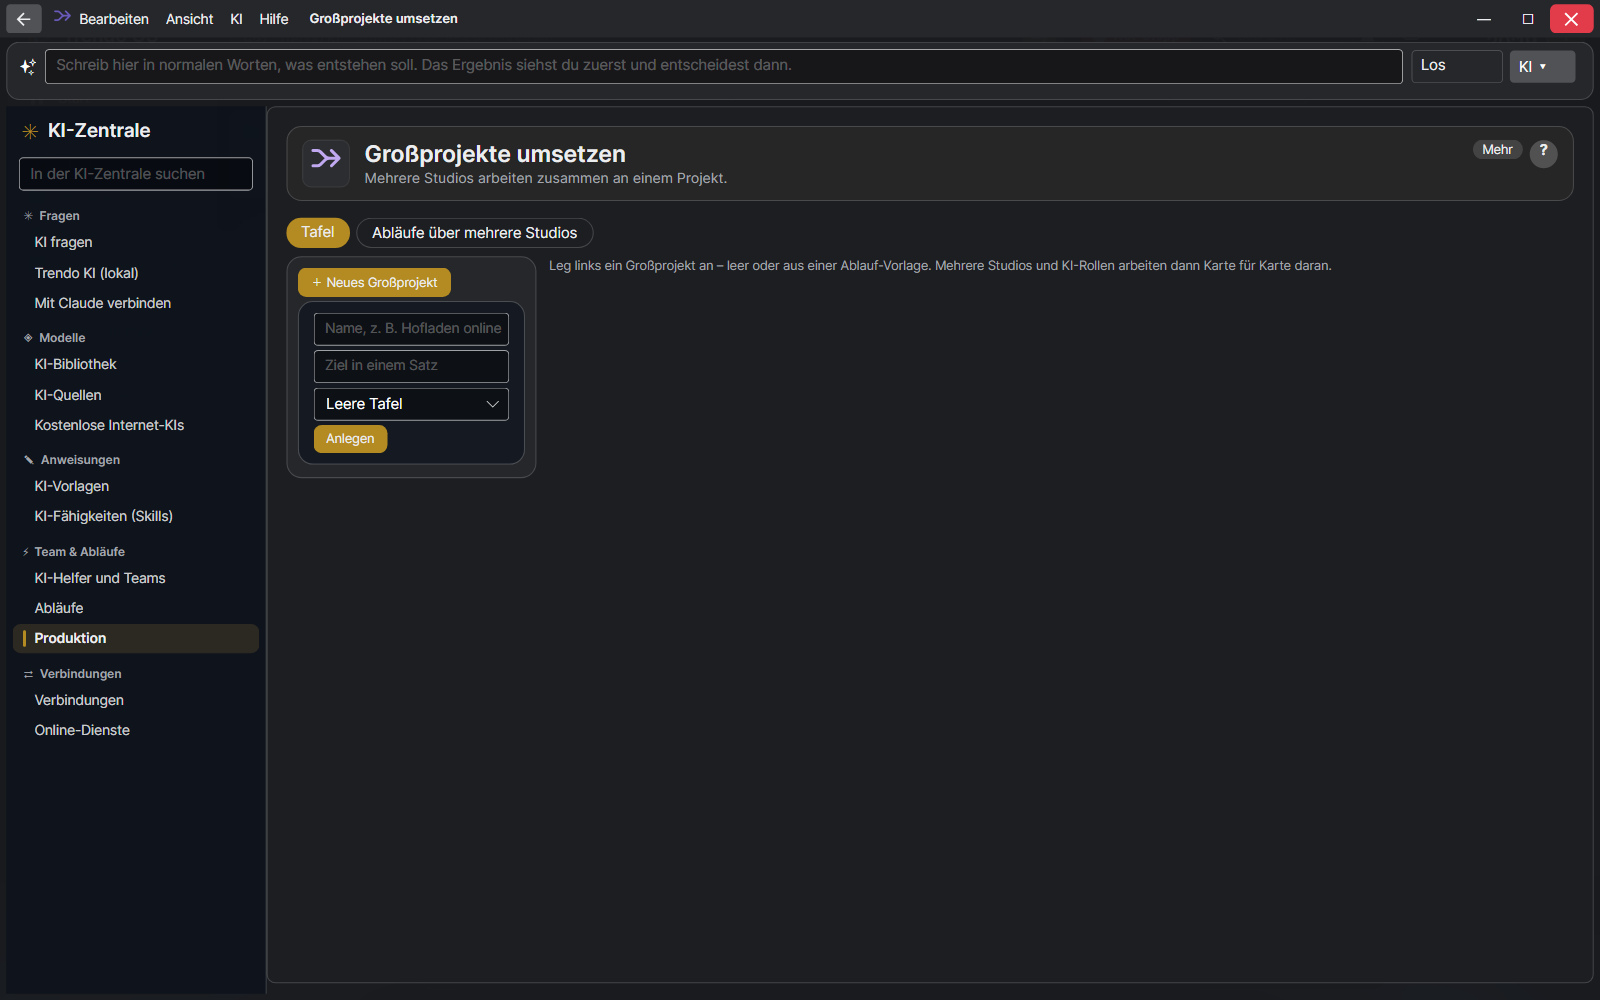 Bearbeiten Ansicht KI Hilfe Großprojekte umsetzen
Schreib hier in normalen Worten, was entstehen soll. Das Ergebnis siehst du zuerst und entscheidest dann.
Los
KI
KI-Zentrale
In der KI-Zentrale suchen
Fragen
KI fragen
Trendo KI (lokal)
Mit Claude verbinden
Modelle
KI-Bibliothek
KI-Quellen
Kostenlose Internet-KIs
Anweisungen
KI-Vorlagen
KI-Fähigkeiten (Skills)
Team & Abläufe
KI-Helfer und Teams
Abläufe
Produktion
Verbindungen
Verbindungen
Online-Dienste
Großprojekte umsetzen
Mehrere Studios arbeiten zusammen an einem Projekt.
Mehr
?
Tafel
Abläufe über mehrere Studios
+ Neues Großprojekt
Name, z. B. Hofladen online
Ziel in einem Satz
Leere Tafel
Anlegen
Leg links ein Großprojekt an – leer oder aus einer Ablauf-Vorlage. Mehrere Studios und KI-Rollen arbeiten dann Karte für Karte daran.